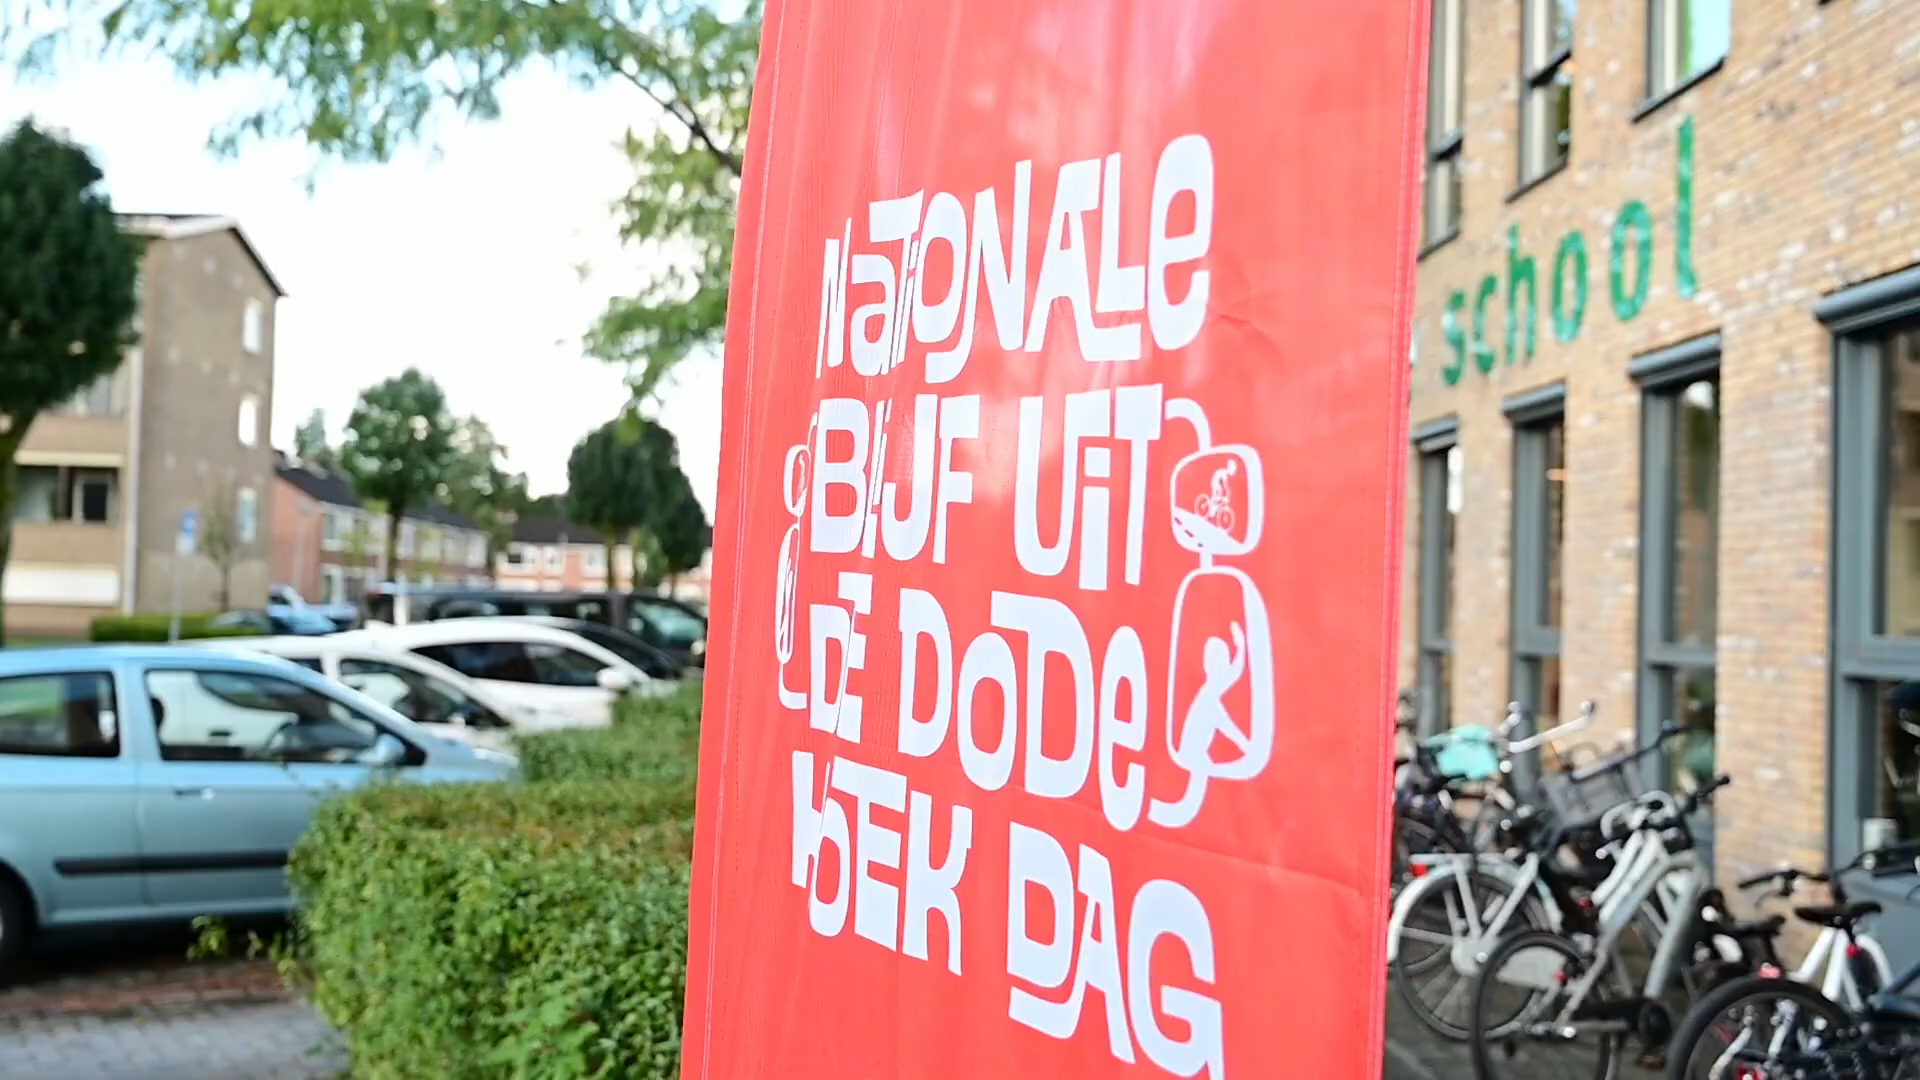 NaTiONALe
BLIJF UiT
DE DoDe
HOEK DAG
school